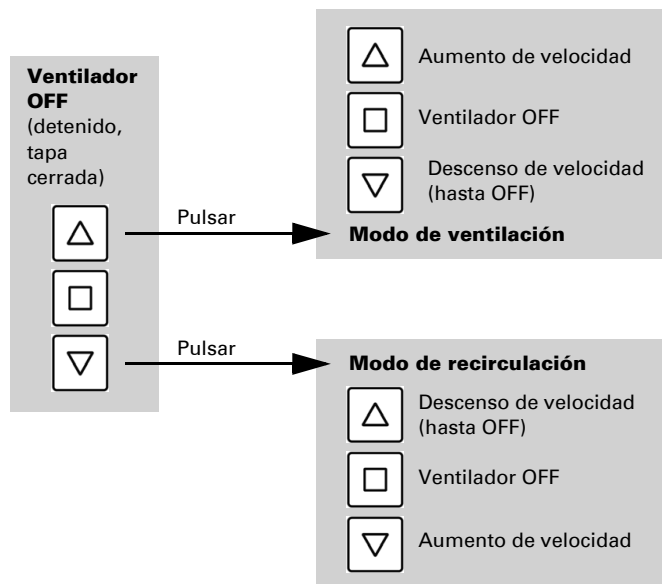 Ventilador
OFF
(detenido,
tapa
cerrada)
Pulsar
Aumento de velocidad
Ventilador OFF
Descenso de velocidad
(hasta OFF)
Modo de ventilación
Pulsar
Modo de recirculación
Descenso de velocidad
(hasta OFF)
Ventilador OFF
Aumento de velocidad